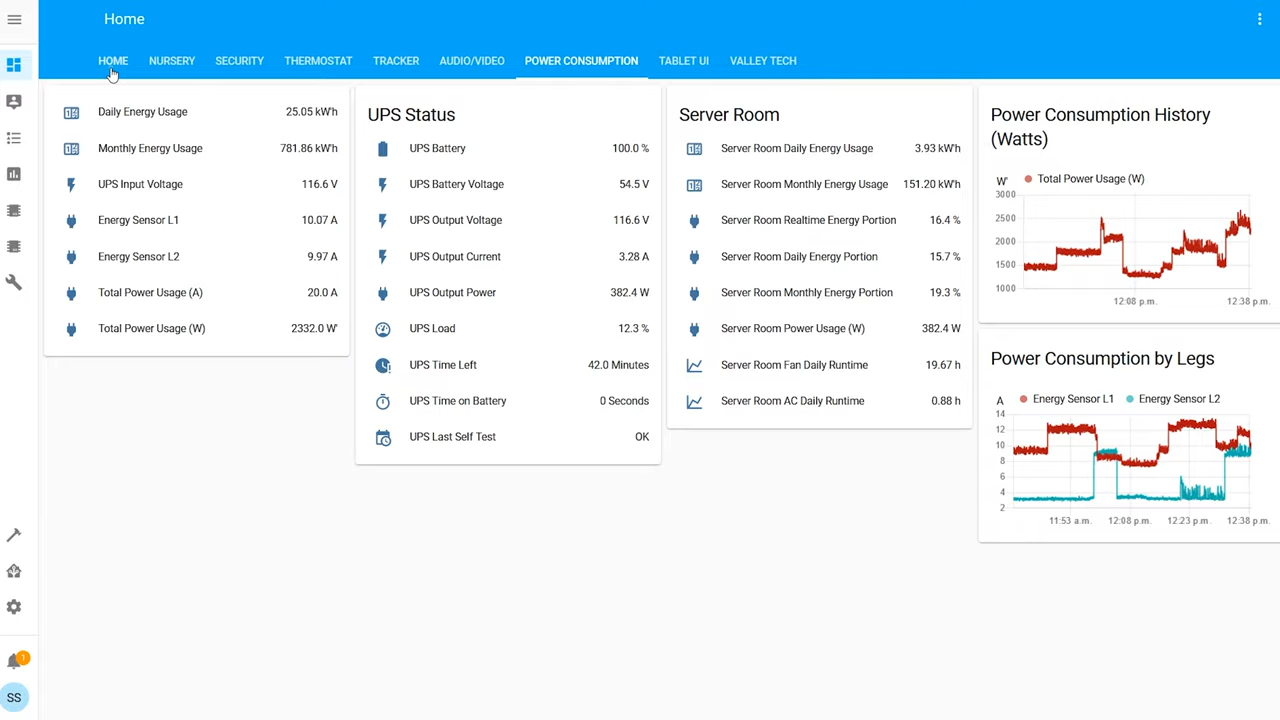 Home
HOME NURSERY SECURITY THERMOSTAT TRACKER AUDIO/VIDEO POWER CONSUMPTION TABLET UI VALLEY TECH
Daily Energy Usage 25.05 kW'h
Monthly Energy Usage 781.86 kW'h
UPS Input Voltage 116.6 V
Energy Sensor L1 10.07 A
Energy Sensor L2 9.97 A
Total Power Usage (A) 20.0 A
Total Power Usage (W) 2332.0 W'
UPS Status
UPS Battery 100.0 %
UPS Battery Voltage 54.5 V
UPS Output Voltage 116.6 V
UPS Output Current 3.28 A
UPS Output Power 382.4 W
UPS Load 12.3 %
UPS Time Left 42.0 Minutes
UPS Time on Battery 0 Seconds
UPS Last Self Test OK
Server Room
Server Room Daily Energy Usage 3.93 kW'h
Server Room Monthly Energy Usage 151.20 kW'h
Server Room Realtime Energy Portion 16.4 %
Server Room Daily Energy Portion 15.7 %
Server Room Monthly Energy Portion 19.3 %
Server Room Power Usage (W) 382.4 W
Server Room Fan Daily Runtime 19.67 h
Server Room AC Daily Runtime 0.88 h
Power Consumption History
(Watts)
W' Total Power Usage (W)
3000
2500
2000
1500
1000
12:08 p.m. 12:38 p.m.
Power Consumption by Legs
A Energy Sensor L1 Energy Sensor L2
14
12
10
8
6
4
2
11:53 a.m. 12:08 p.m. 12:23 p.m. 12:38 p.m.
1
SS